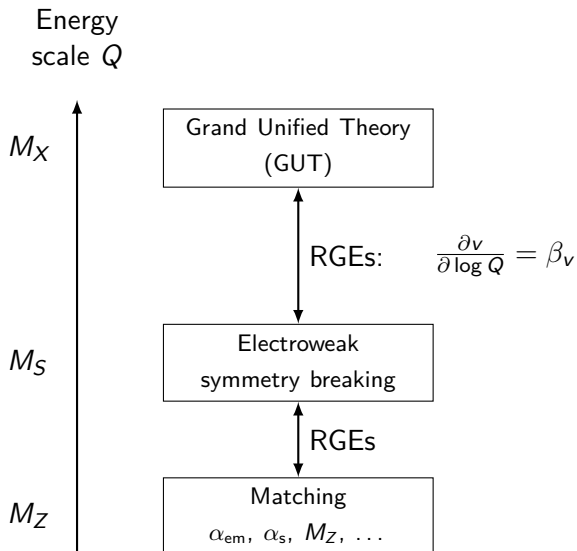 Energy
scale Q
M_X
Grand Unified Theory
(GUT)
RGEs: ∂v/∂ log Q = β_v
M_S
Electroweak
symmetry breaking
RGEs
M_Z
Matching
α_em, α_s, M_Z, …